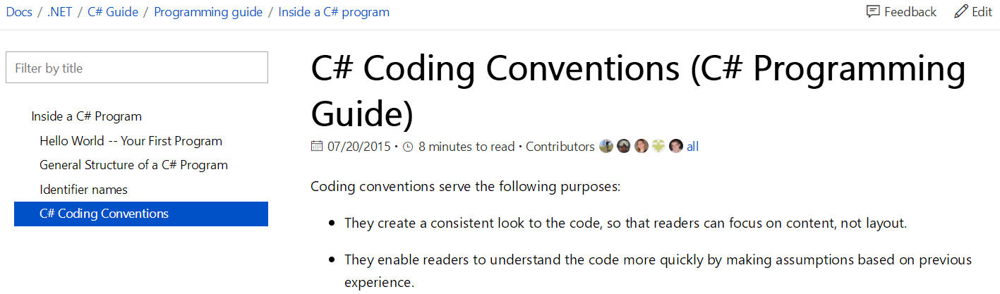 Docs / .NET / C# Guide / Programming guide / Inside a C# program
Feedback
Edit
Filter by title
Inside a C# Program
Hello World -- Your First Program
General Structure of a C# Program
Identifier names
C# Coding Conventions
C# Coding Conventions (C# Programming
Guide)
07/20/2015 • 8 minutes to read • Contributors all
Coding conventions serve the following purposes:
• They create a consistent look to the code, so that readers can focus on content, not layout.
• They enable readers to understand the code more quickly by making assumptions based on previous
experience.